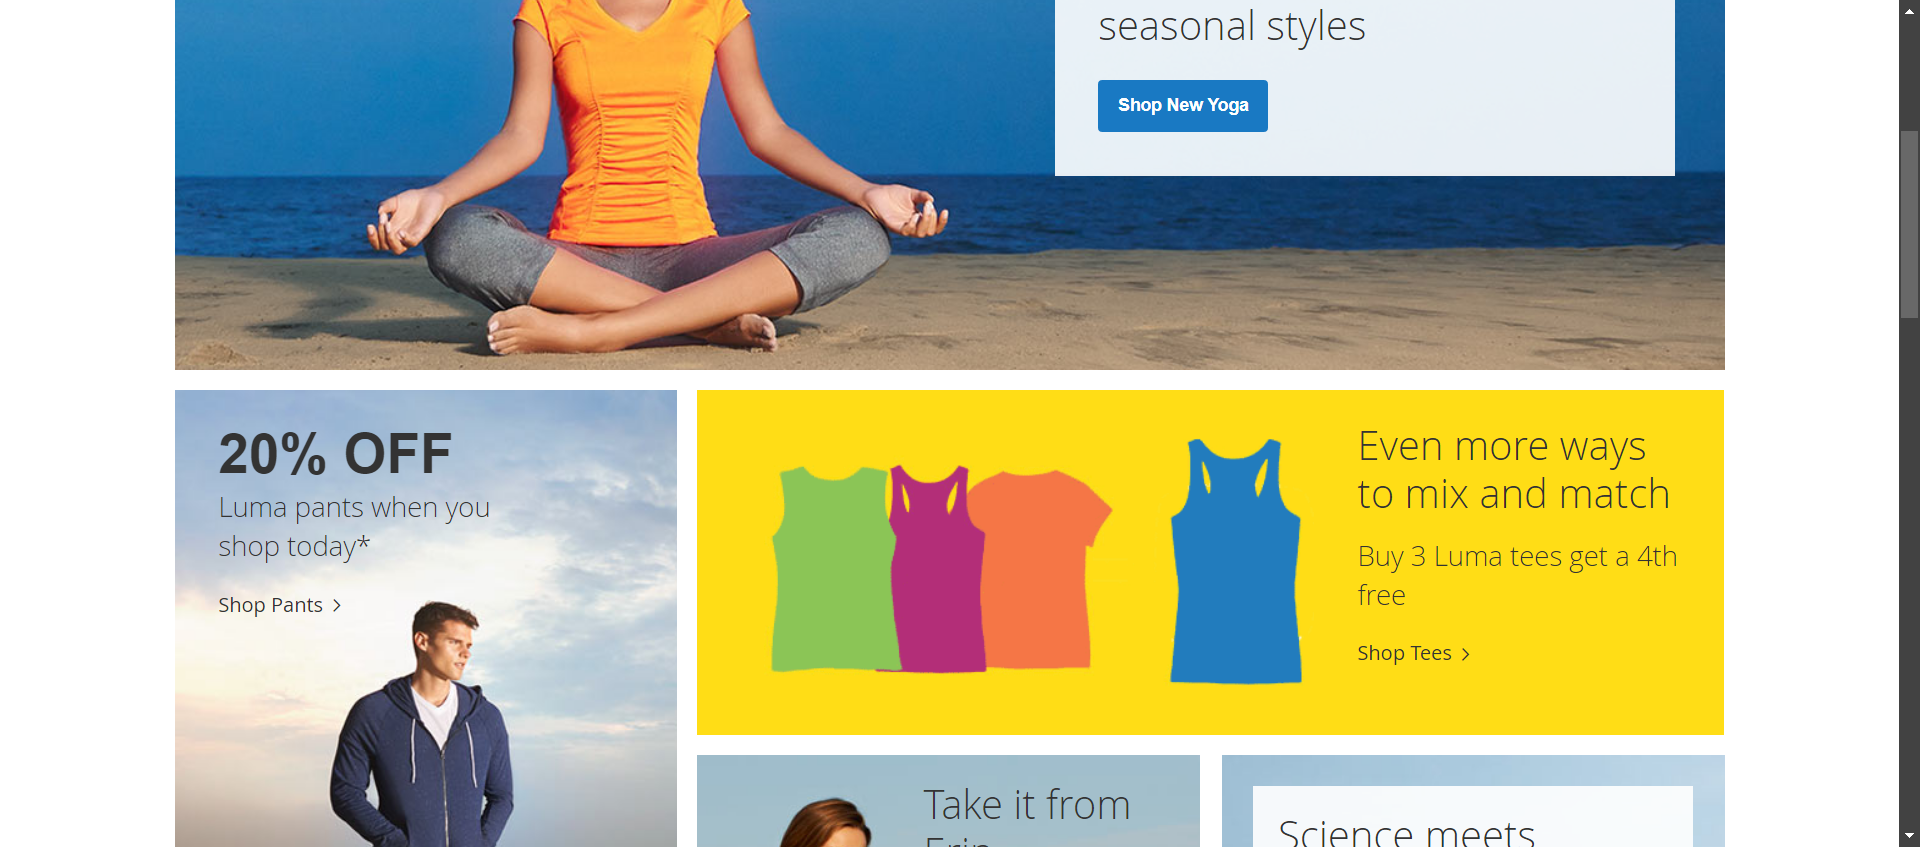 seasonal styles
Shop New Yoga
20% OFF
Luma pants when you
shop today*
Shop Pants
Even more ways
to mix and match
Buy 3 Luma tees get a 4th
free
Shop Tees
Take it from
Science meets